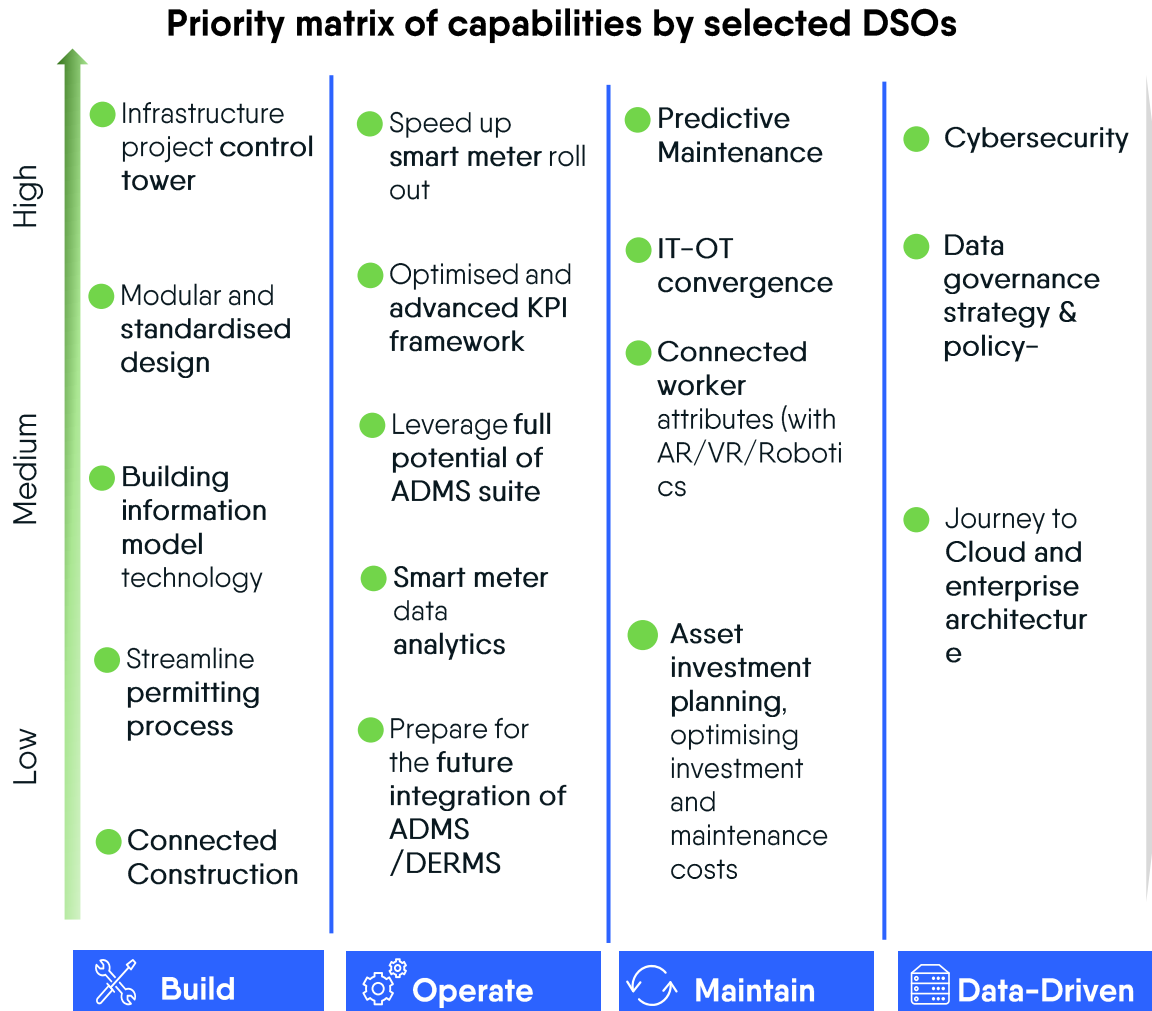 Priority matrix of capabilities by selected DSOs
High
Medium
Low
Infrastructure
project control
tower
Modular and
standardised
design
Building
information
model
technology
Streamline
permitting
process
Connected
Construction
Build
Speed up
smart meter roll
out
Optimised and
advanced KPI
framework
Leverage full
potential of
ADMS suite
Smart meter
data
analytics
Prepare for
the future
integration of
ADMS
/DERMS
Operate
Predictive
Maintenance
IT-OT
convergence
Connected
worker
attributes (with
AR/VR/Roboti
cs
Asset
investment
planning,
optimising
investment
and
maintenance
costs
Maintain
Cybersecurity
Data
governance
strategy &
policy-
Journey to
Cloud and
enterprise
architectur
e
Data-Driven